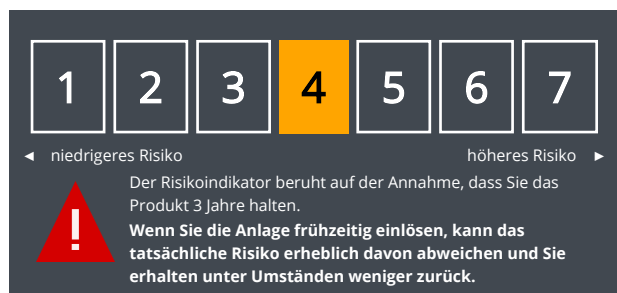 1 2 3 4 5 6 7
◄ niedrigeres Risiko höheres Risiko ►
Der Risikoindikator beruht auf der Annahme, dass Sie das
Produkt 3 Jahre halten.
Wenn Sie die Anlage frühzeitig einlösen, kann das
tatsächliche Risiko erheblich davon abweichen und Sie
erhalten unter Umständen weniger zurück.
!